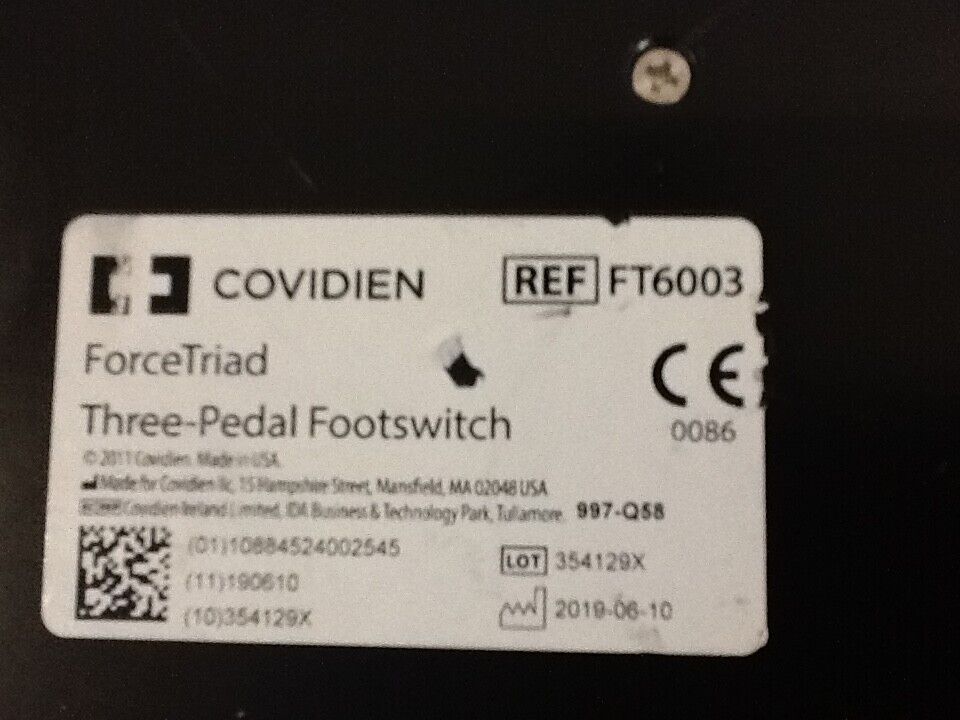 COVIDIEN
REF FT6003
ForceTriad
Three-Pedal Footswitch
CE
0086
© 2011 Covidien. Made in USA.
Made for Covidien llc, 15 Hampshire Street, Mansfield, MA 02048 USA
Covidien Ireland Limited, IDA Business & Technology Park, Tullamore. 997-Q58
(01)10884524002545
(11)190610
(10)354129X
LOT 354129X
2019-06-10